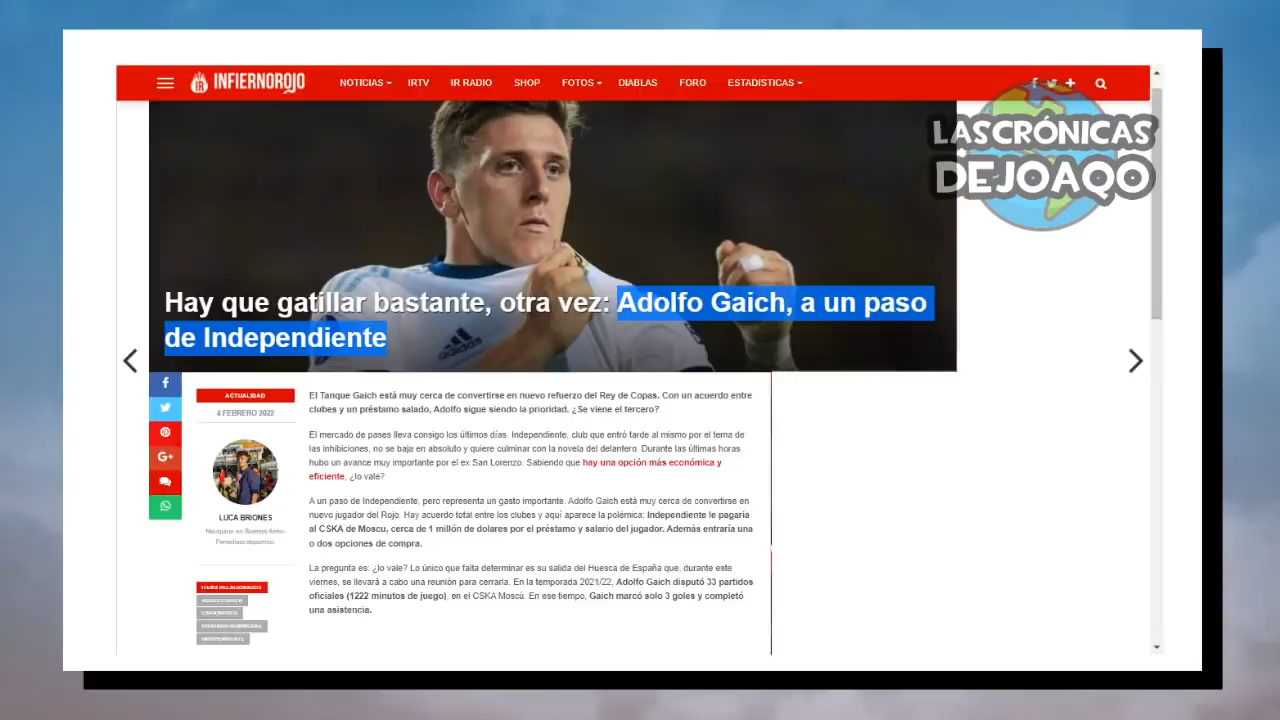 INFIERNOROJO
NOTICIAS IRTV IR RADIO SHOP FOTOS DIABLAS FORO ESTADISTICAS
LAS CRÓNICAS
DE JOAQO
adidas
Hay que gatillar bastante, otra vez: Adolfo Gaich, a un paso
de Independiente
ACTUALIDAD
4 FEBRERO 2022
LUCA BRIONES
Neuquino en Buenos Aires.
Periodista deportivo.
El Tanque Gaich está muy cerca de convertirse en nuevo refuerzo del Rey de Copas. Con un acuerdo entre
clubes y un préstamo salado, Adolfo sigue siendo la prioridad. ¿Se viene el tercero?
El mercado de pases lleva consigo los últimos días. Independiente, club que entró tarde al mismo por el tema de
las inhibiciones, no se baja en absoluto y quiere culminar con la novela del delantero. Durante las últimas horas
hubo un avance muy importante por el ex San Lorenzo. Sabiendo que hay una opción más económica y
eficiente, ¿lo vale?
A un paso de Independiente, pero representa un gasto importante. Adolfo Gaich está muy cerca de convertirse en
nuevo jugador del Rojo. Hay acuerdo total entre los clubes y aquí aparece la polémica: Independiente le pagaría
al CSKA de Moscu, cerca de 1 millón de dolares por el préstamo y salario del jugador. Además entraría una
o dos opciones de compra.
La pregunta es: ¿lo vale? Lo único que falta determinar es su salida del Huesca de España que, durante este
viernes, se llevará a cabo una reunión para cerrarla. En la temporada 2021/22, Adolfo Gaich disputó 33 partidos
oficiales (1222 minutos de juego), en el CSKA Moscú. En ese tiempo, Gaich marcó solo 3 goles y completó
una asistencia.